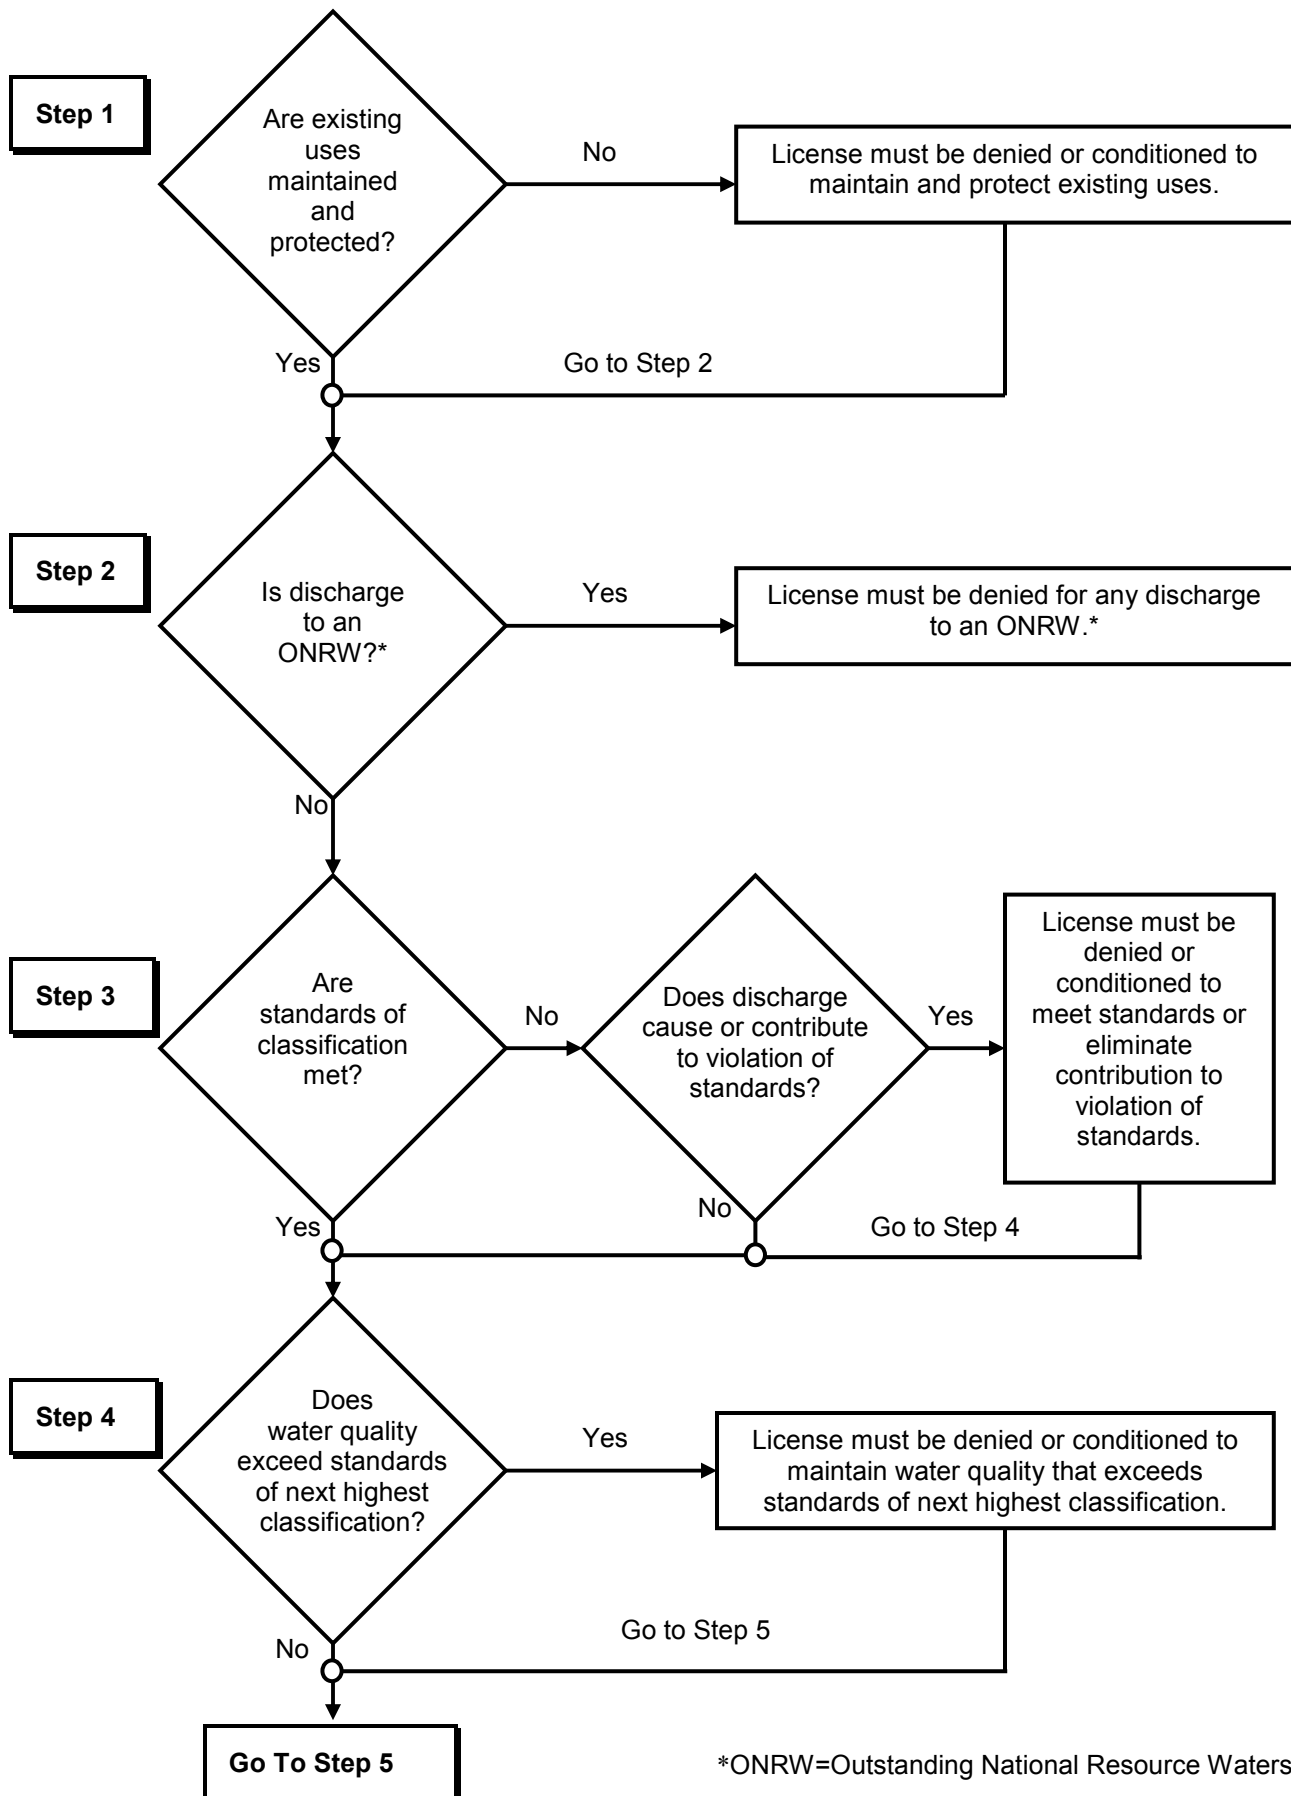 Step 1
Are existing
uses
maintained
and
protected?
No
License must be denied or conditioned to
maintain and protect existing uses.
Yes
Go to Step 2
Step 2
Is discharge
to an
ONRW?*
Yes
License must be denied for any discharge
to an ONRW.*
No
Step 3
Are
standards of
classification
met?
No
Does discharge
cause or contribute
to violation of
standards?
Yes
License must be
denied or
conditioned to
meet standards or
eliminate
contribution to
violation of
standards.
Yes
No
Go to Step 4
Step 4
Does
water quality
exceed standards
of next highest
classification?
Yes
License must be denied or conditioned to
maintain water quality that exceeds
standards of next highest classification.
No
Go to Step 5
Go To Step 5
*ONRW=Outstanding National Resource Waters